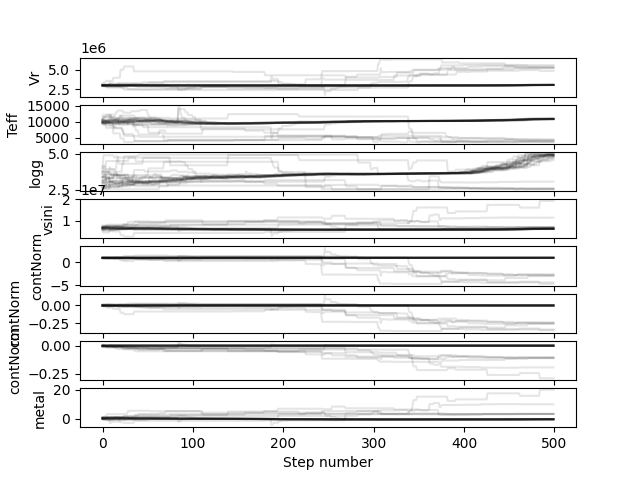 1e6
Vr
5.0
2.5
Teff
15000
10000
5000
logg
5.0
2.5
1e7
vsini
2
1
contNorm
0
−5
contNorm
0.00
−0.25
contNorm
0.00
−0.25
metal
20
0
0 100 200 300 400 500
Step number